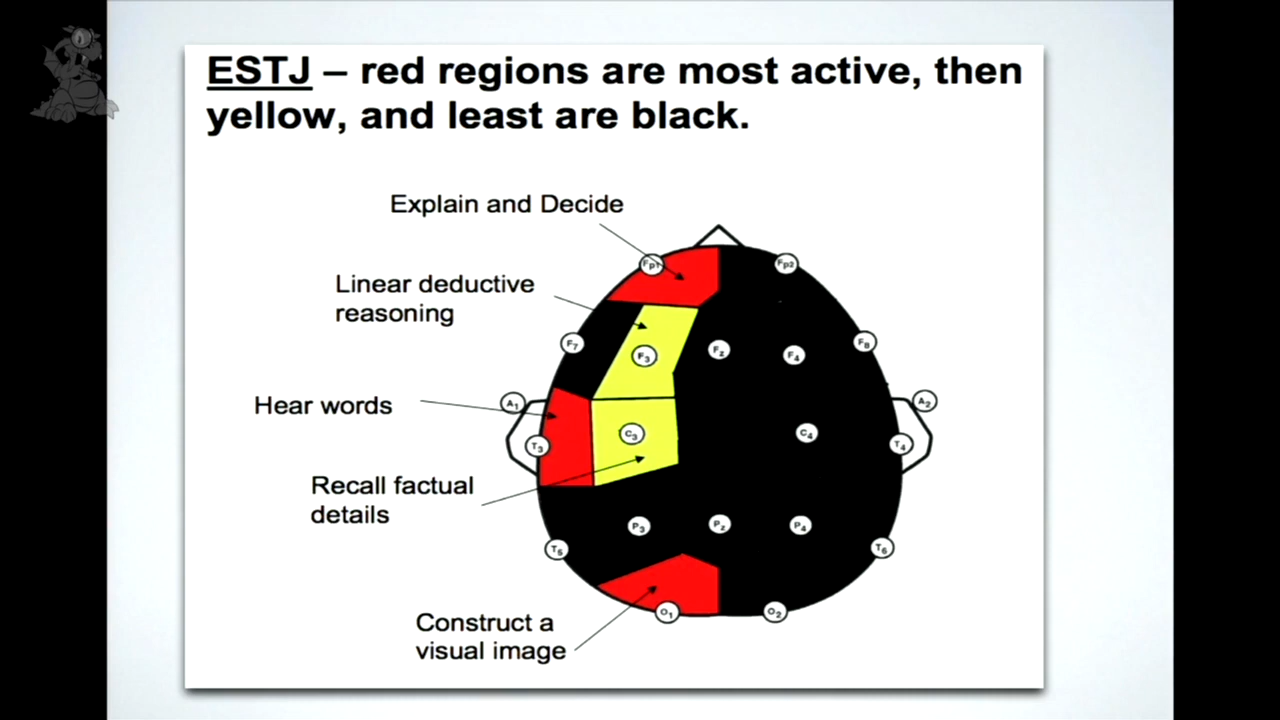 ESTJ – red regions are most active, then
yellow, and least are black.
Explain and Decide
Fp1
Fp2
Linear deductive
reasoning
F7
F3
Fz
F4
F8
Hear words
A1
A2
T3
C3
C4
T4
Recall factual
details
P3
Pz
P4
T5
T6
O1
O2
Construct a
visual image